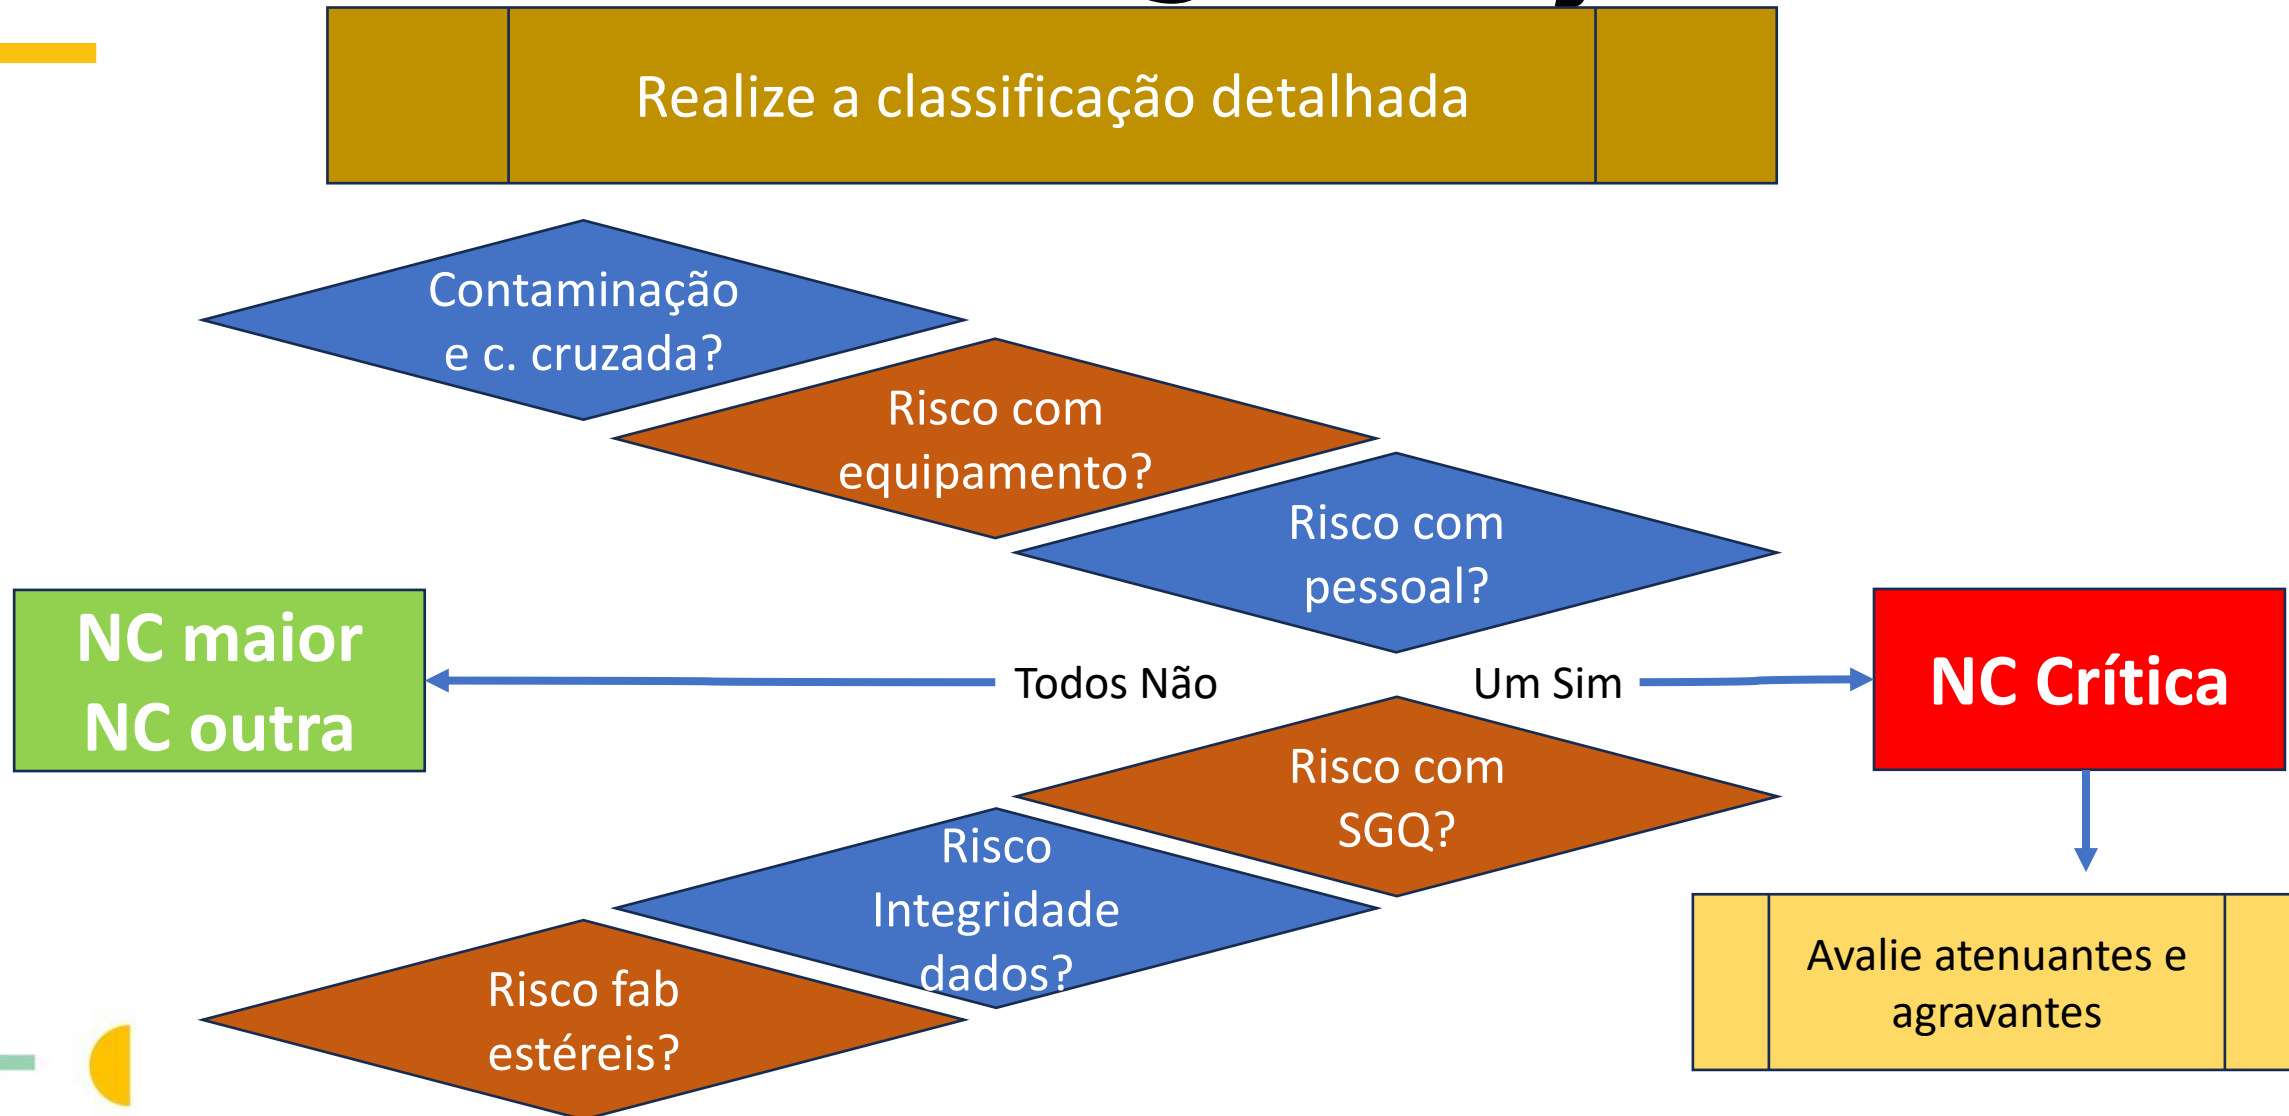 Realize a classificação detalhada
Contaminação
e c. cruzada?
Risco com
equipamento?
Risco com
pessoal?
NC maior
NC outra
Todos Não
Um Sim
NC Crítica
Risco com
SGQ?
Risco
Integridade
dados?
Risco fab
estéreis?
Avalie atenuantes e
agravantes